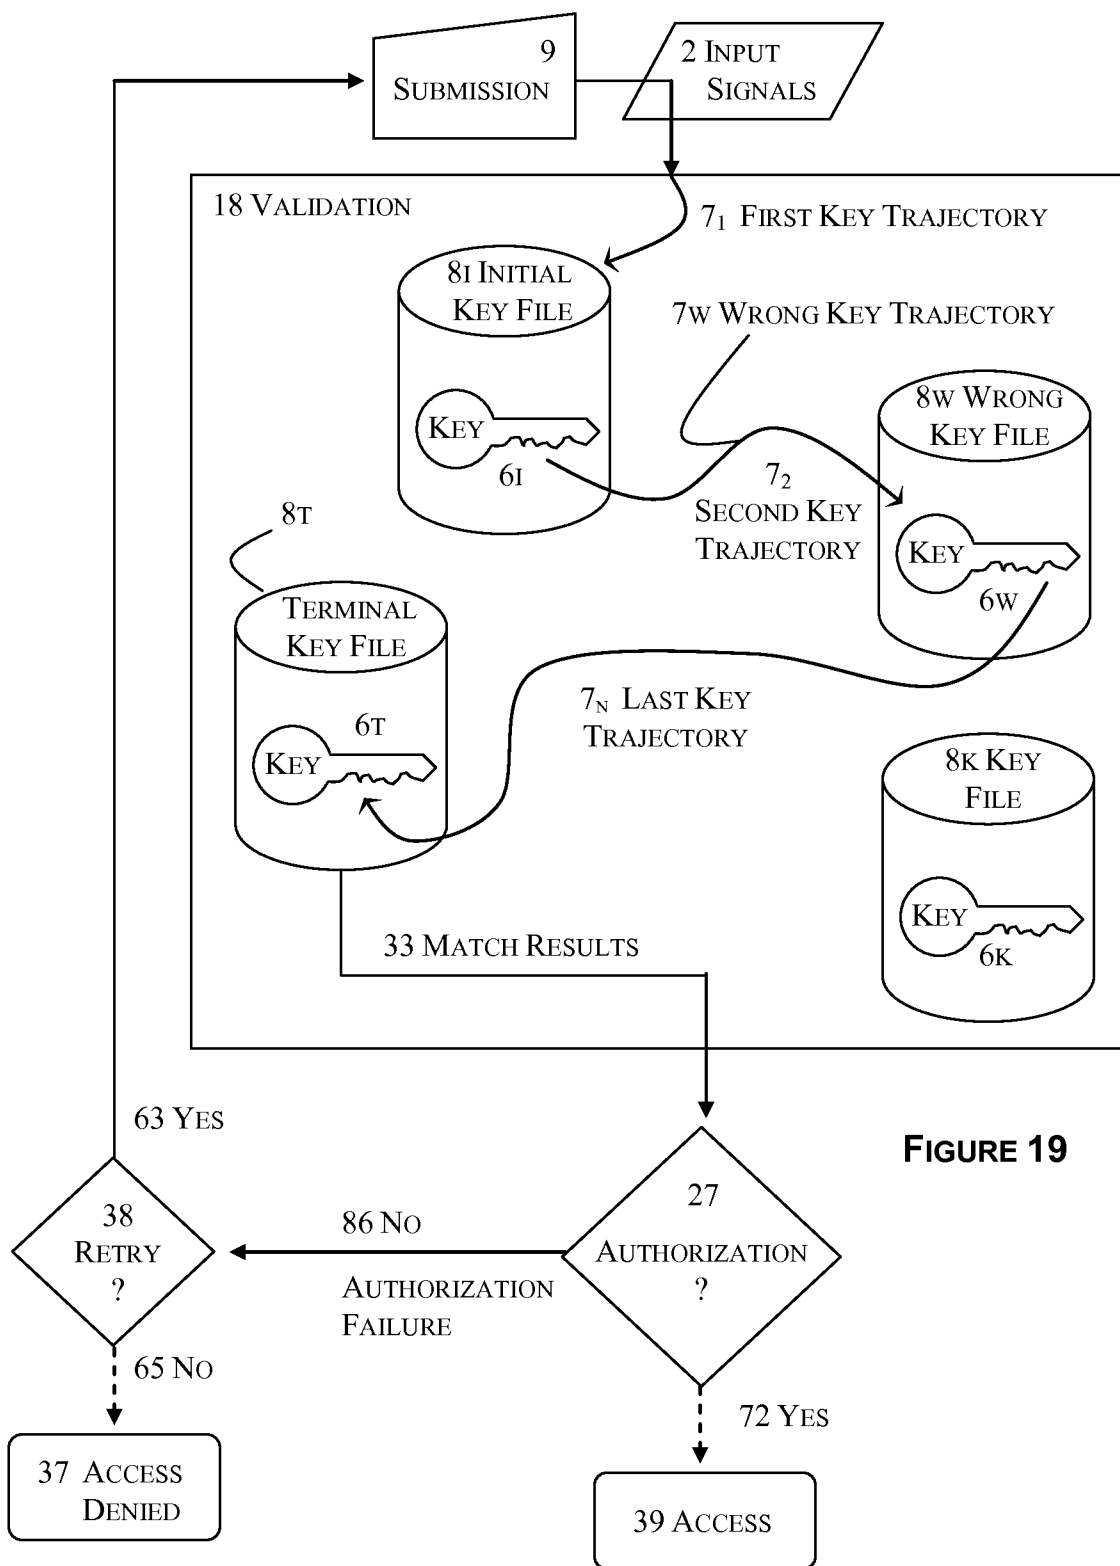 9
SUBMISSION
2 INPUT
SIGNALS
18 VALIDATION
7₁ FIRST KEY TRAJECTORY
8I INITIAL
KEY FILE
7W WRONG KEY TRAJECTORY
8W WRONG
KEY FILE
KEY
6I
7₂
SECOND KEY
TRAJECTORY
8T
KEY
6W
TERMINAL
KEY FILE
7N LAST KEY
TRAJECTORY
6T
KEY
8K KEY
FILE
KEY
6K
33 MATCH RESULTS
63 YES
FIGURE 19
38
RETRY
?
86 NO
AUTHORIZATION
FAILURE
27
AUTHORIZATION
?
65 NO
72 YES
37 ACCESS
DENIED
39 ACCESS